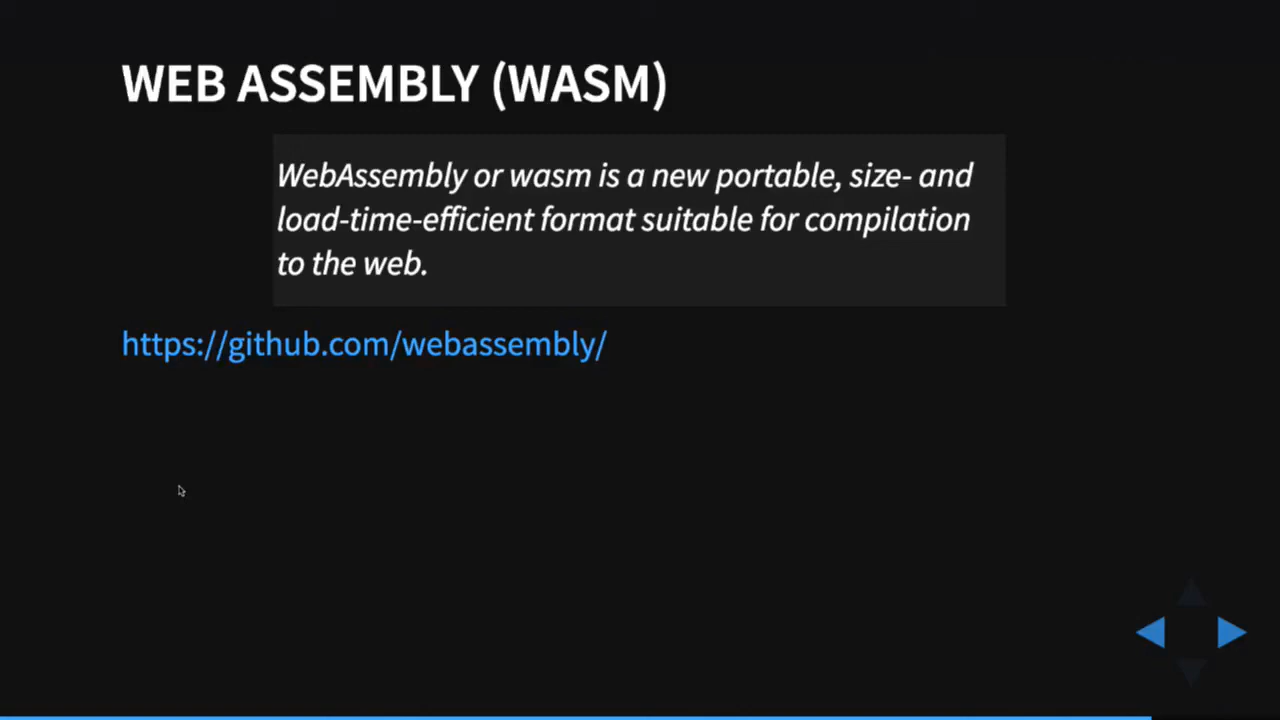 WEB ASSEMBLY (WASM)
WebAssembly or wasm is a new portable, size- and
load-time-efficient format suitable for compilation
to the web.
https://github.com/webassembly/